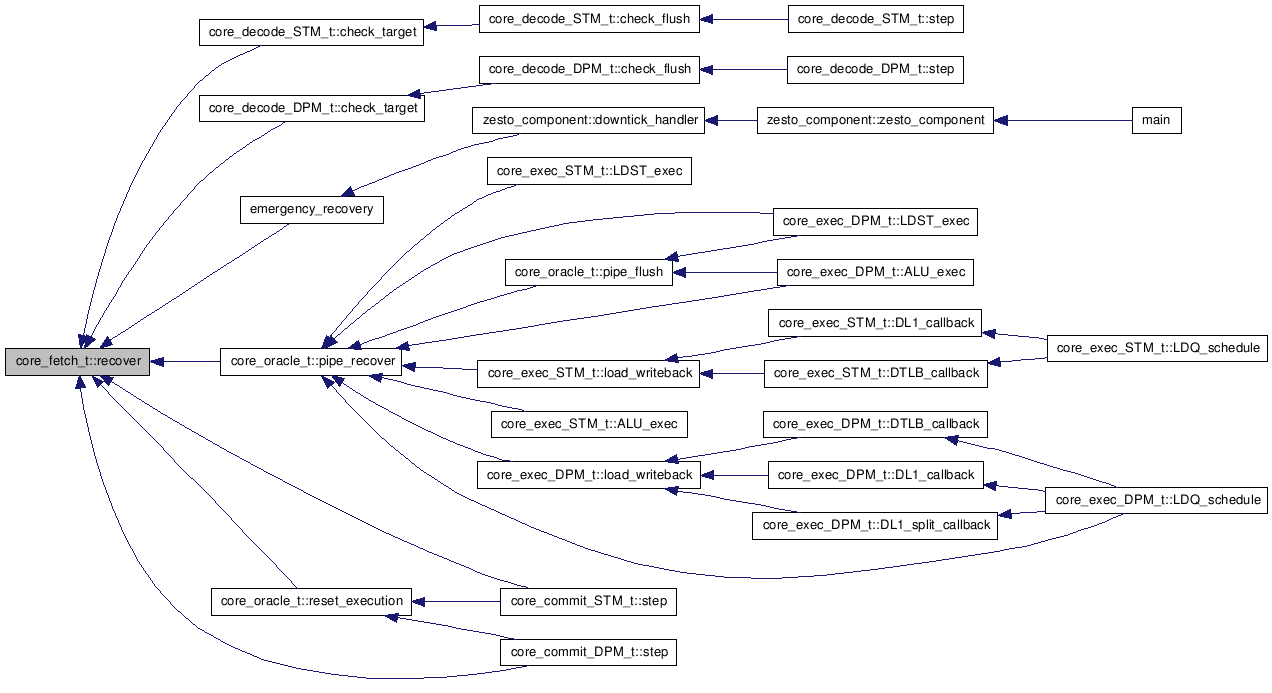 core_decode_STM_t::check_target
core_decode_STM_t::check_flush
core_decode_STM_t::step
core_decode_DPM_t::check_flush
core_decode_DPM_t::step
core_decode_DPM_t::check_target
zesto_component::downtick_handler
zesto_component::zesto_component
main
core_exec_STM_t::LDST_exec
emergency_recovery
core_exec_DPM_t::LDST_exec
core_oracle_t::pipe_flush
core_exec_DPM_t::ALU_exec
core_exec_STM_t::DL1_callback
core_exec_STM_t::LDQ_schedule
core_fetch_t::recover
core_oracle_t::pipe_recover
core_exec_STM_t::load_writeback
core_exec_STM_t::DTLB_callback
core_exec_STM_t::ALU_exec
core_exec_DPM_t::DTLB_callback
core_exec_DPM_t::load_writeback
core_exec_DPM_t::DL1_callback
core_exec_DPM_t::LDQ_schedule
core_exec_DPM_t::DL1_split_callback
core_oracle_t::reset_execution
core_commit_STM_t::step
core_commit_DPM_t::step